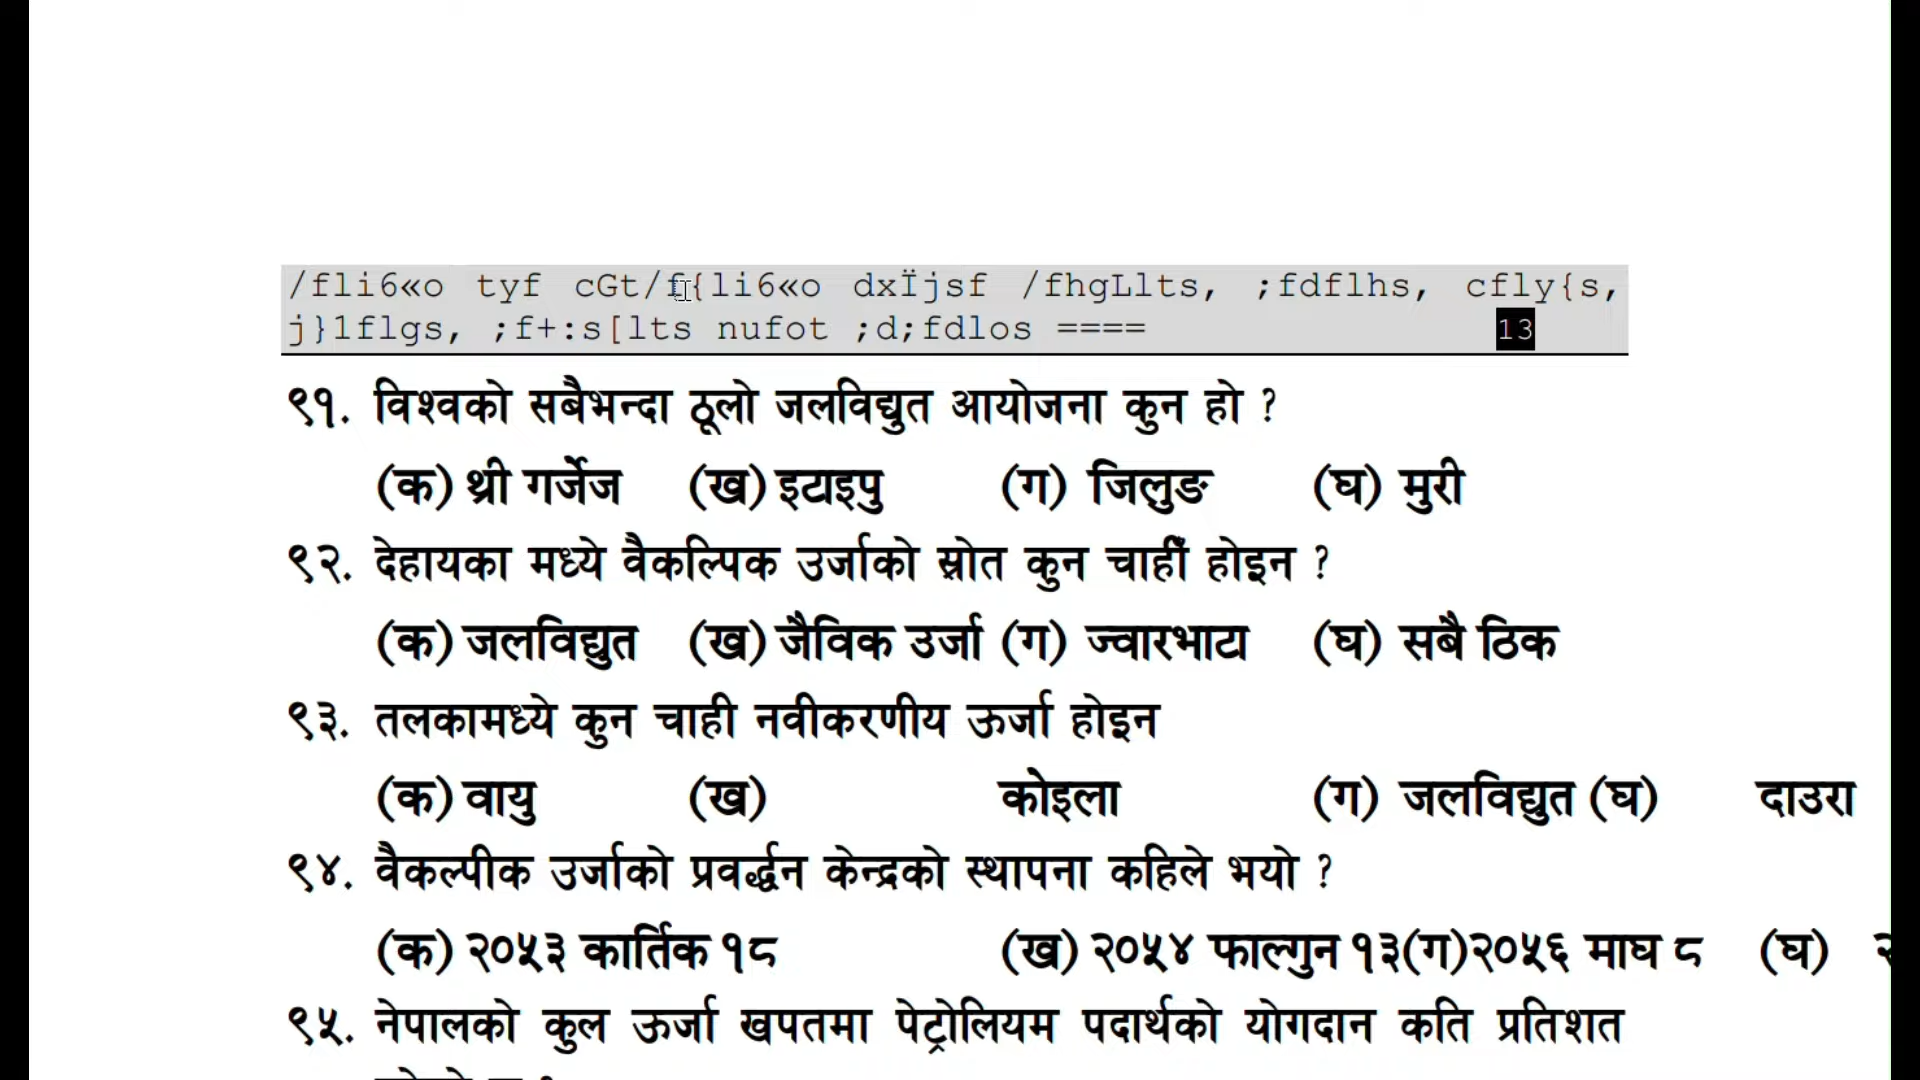 /fli6«o tyf cGt/f{li6«o dxÏjsf /fhgLlts, ;fdflhs, cfly{s,
j}1flgs, ;f+:s[lts nufot ;d;fdlos ==== 13
९१. विश्वको सबैभन्दा ठूलो जलविद्युत आयोजना कुन हो ?
(क) थ्री गर्जेज (ख) इटाइपु (ग) जिलुङ (घ) मुरी
९२. देहायका मध्ये वैकल्पिक उर्जाको स्रोत कुन चाहीँ होइन ?
(क) जलविद्युत (ख) जैविक उर्जा (ग) ज्वारभाटा (घ) सबै ठिक
९३. तलकामध्ये कुन चाही नवीकरणीय ऊर्जा होइन
(क) वायु (ख) कोइला (ग) जलविद्युत (घ) दाउरा
९४. वैकल्पीक उर्जाको प्रवर्द्धन केन्द्रको स्थापना कहिले भयो ?
(क) २०५३ कार्तिक १८ (ख) २०५४ फाल्गुन १३(ग)२०५६ माघ ८ (घ)
९५. नेपालको कुल ऊर्जा खपतमा पेट्रोलियम पदार्थको योगदान कति प्रतिशत